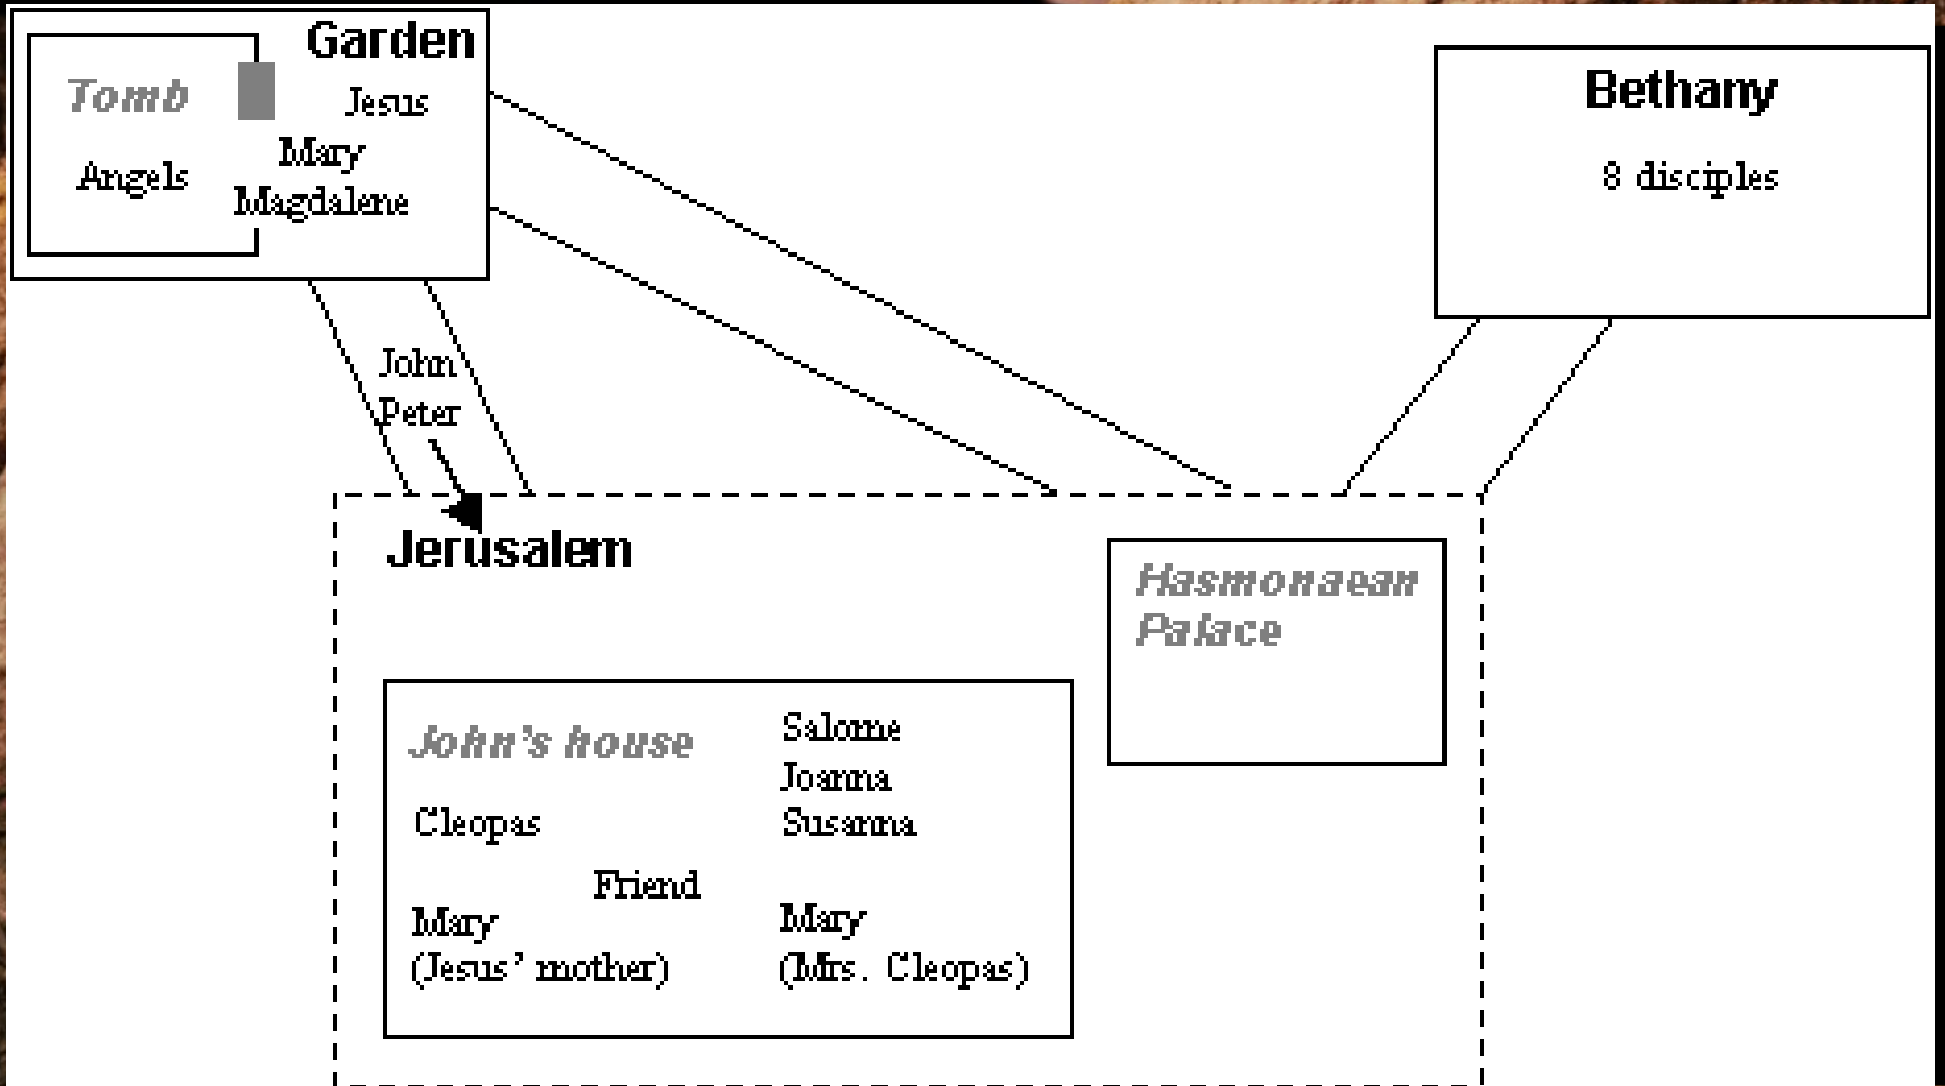 Garden
Tomb
Jesus
Mary
Magdalene
Angels
Bethany
8 disciples
John
Peter
Jerusalem
Hasmonaean
Palace
John's house
Cleopas
Friend
Mary
(Jesus' mother)
Salome
Joanna
Susanna
Mary
(Mrs. Cleopas)